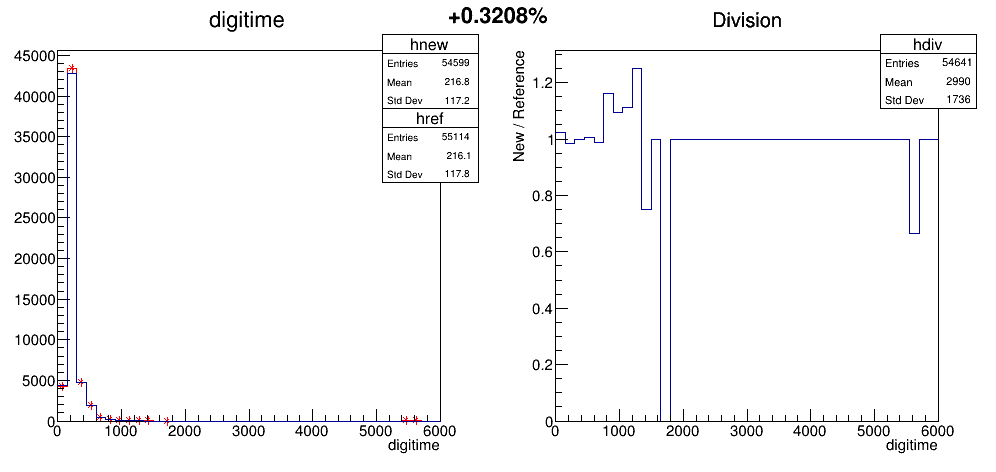 +0.3208%
digitime
hnew
Entries 54599
Mean 216.8
Std Dev 117.2
href
Entries 55114
Mean 216.1
Std Dev 117.8
45000
40000
35000
30000
25000
20000
15000
10000
5000
0
0 1000 2000 3000 4000 5000 6000
digitime
Division
hdiv
Entries 54641
Mean 2990
Std Dev 1736
New / Reference
1.2
1
0.8
0.6
0.4
0.2
0
0 1000 2000 3000 4000 5000 6000
digitime